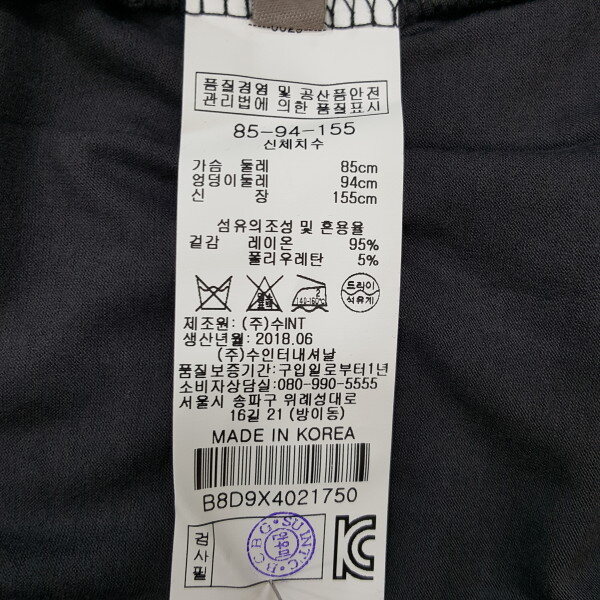 품질경영 및 공산품안전
관리법에 의한 품질표시
85-94-155
신체치수
가슴 둘레 85cm
엉덩이둘레 94cm
신 장 155cm
섬유의조성 및 혼용율
겉감 레이온 95%
폴리우레탄 5%
2
140-160℃
드라이
석유계
제조원: (주)수INT
생산년월: 2018.06
(주)수인터내셔날
품질보증기간: 구입일로부터1년
소비자상담실: 080-990-5555
서울시 송파구 위례성대로
16길 21 (방이동)
MADE IN KOREA
B8D9X4021750
검사필
BCBG·SU INT'C